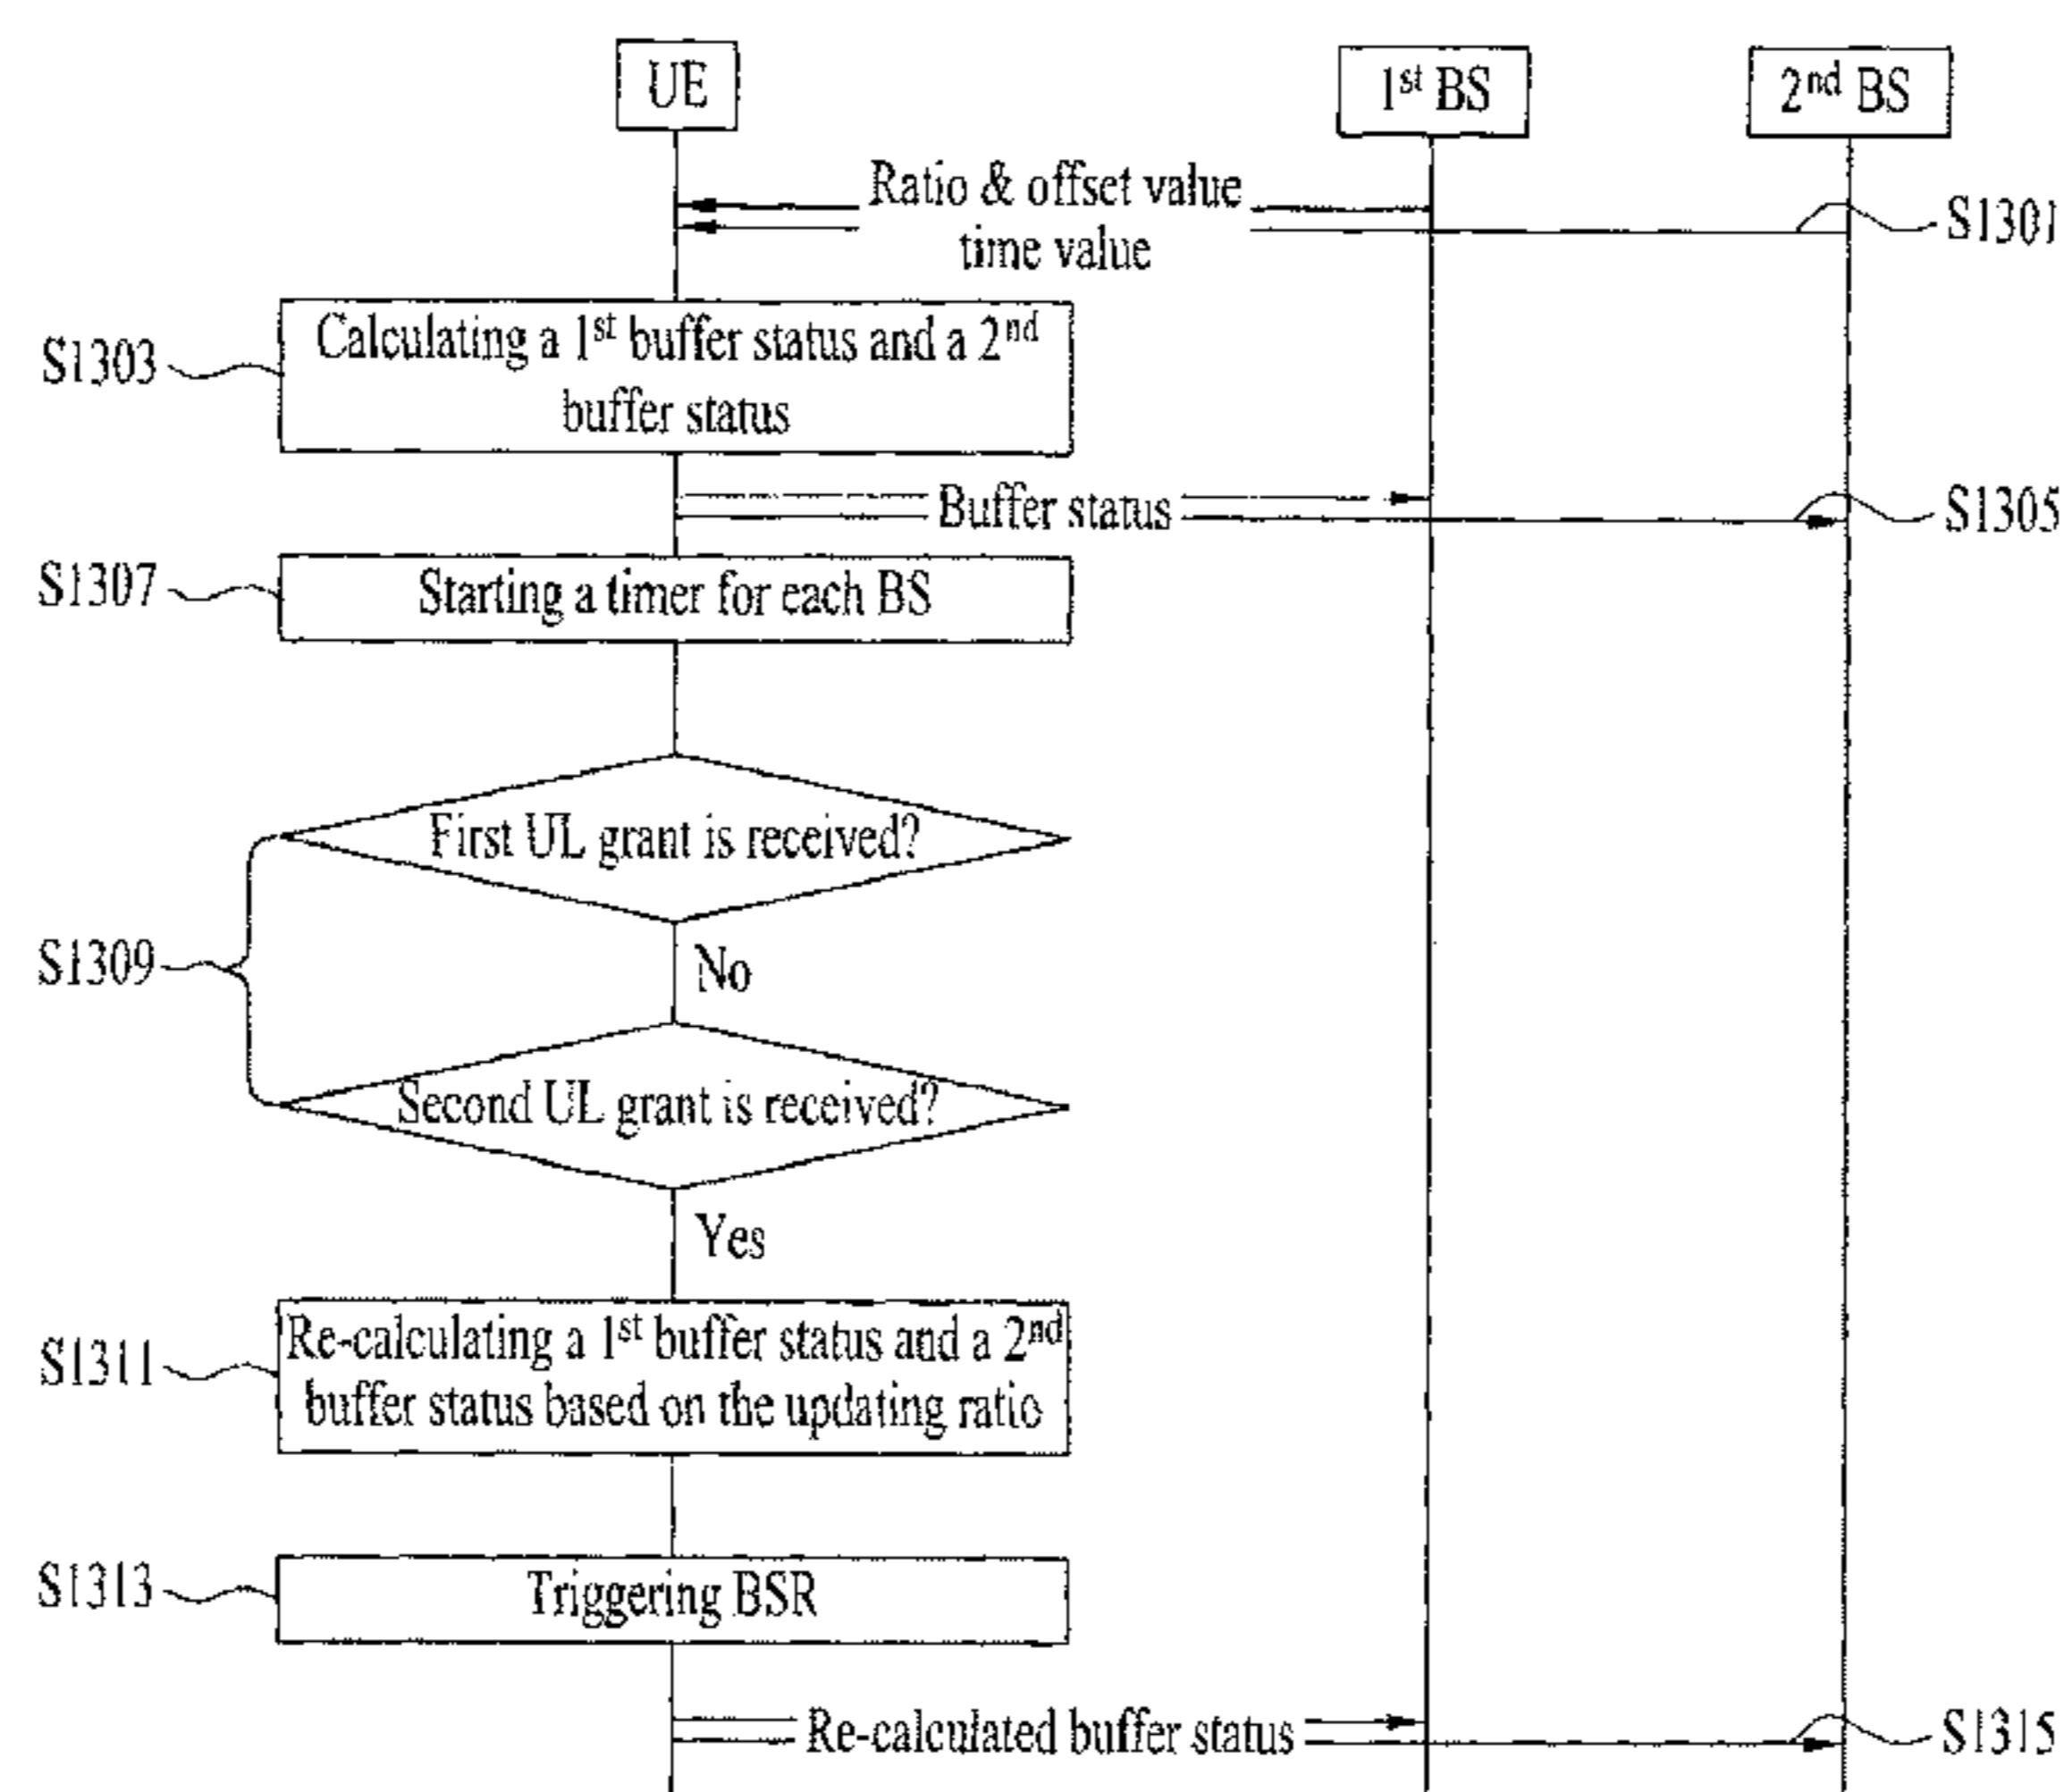 UE
1st BS
2nd BS
Ratio & offset value
time value
S1301
S1303
Calculating a 1st buffer status and a 2nd
buffer status
Buffer status
S1305
S1307
Starting a timer for each BS
First UL grant is received?
S1309
No
Second UL grant is received?
Yes
S1311
Re-calculating a 1st buffer status and a 2nd
buffer status based on the updating ratio
S1313
Triggering BSR
Re-calculated buffer status
S1315